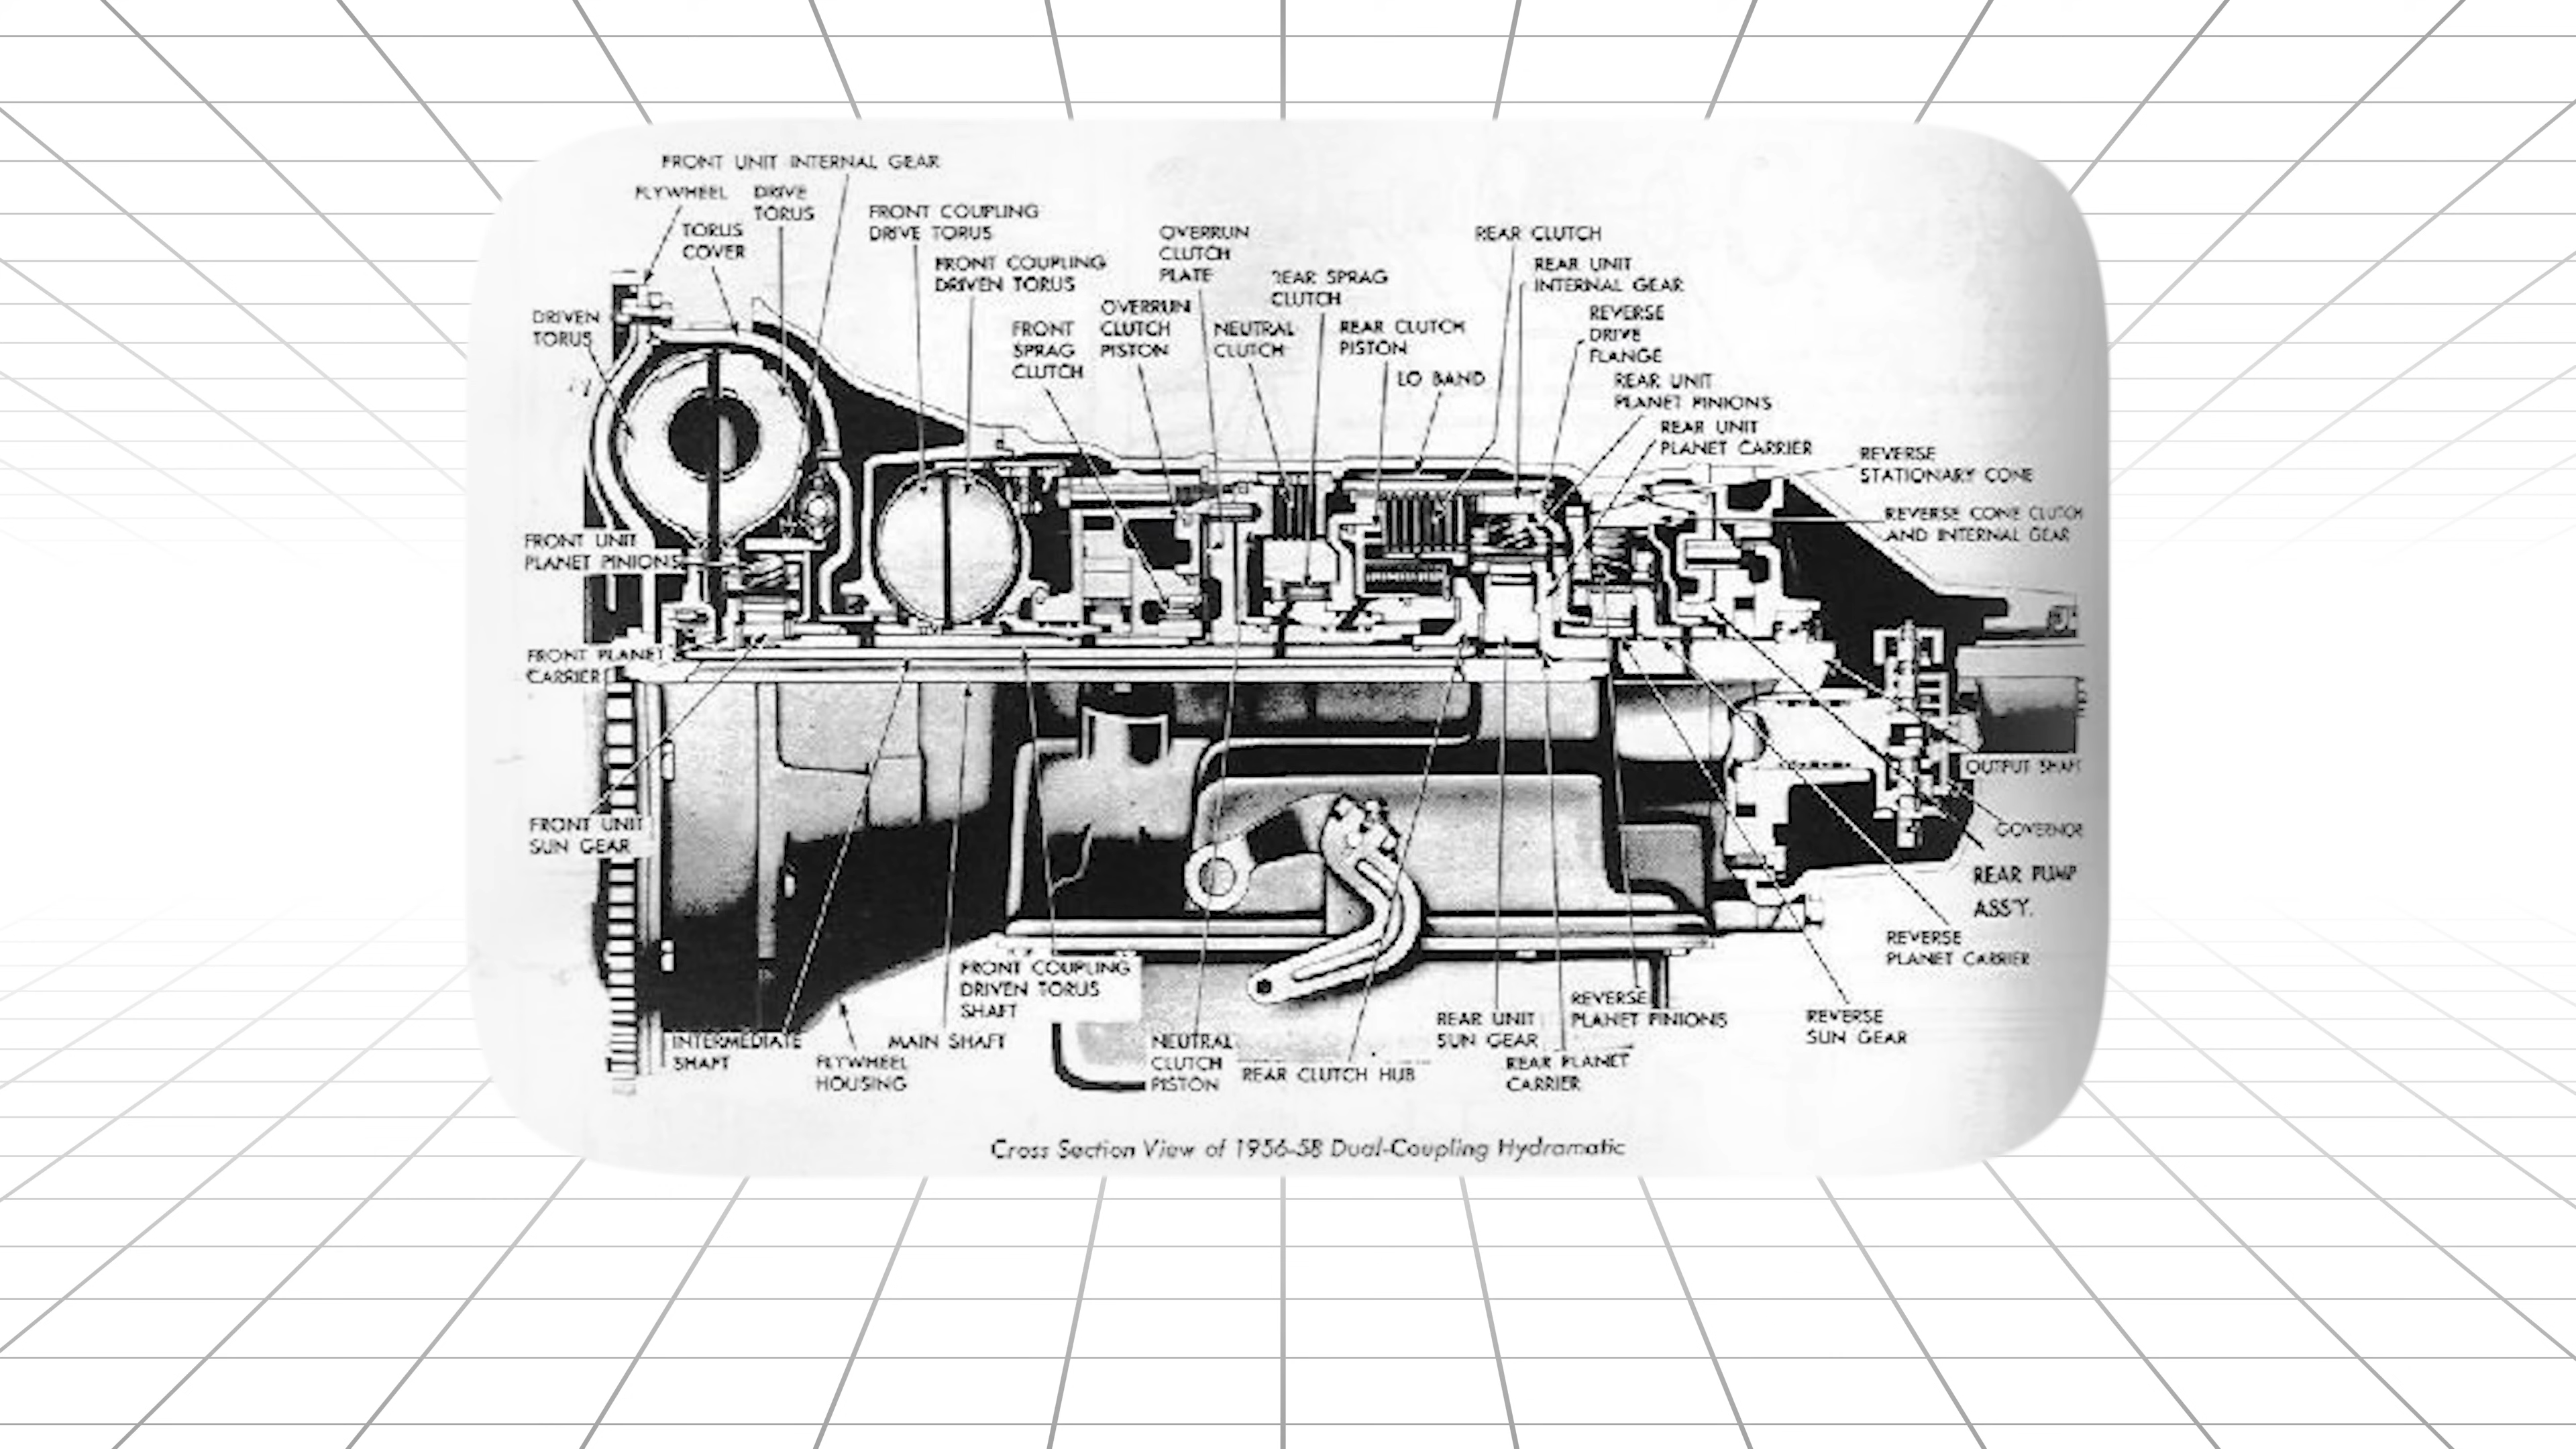 FRONT UNIT INTERNAL GEAR
FLYWHEEL
DRIVE
TORUS
TORUS
COVER
FRONT COUPLING
DRIVE TORUS
FRONT COUPLING
DRIVEN TORUS
OVERRUN
CLUTCH
PLATE
REAR CLUTCH
REAR SPRAG
CLUTCH
REAR UNIT
INTERNAL GEAR
DRIVEN
TORUS
FRONT
SPRAG
CLUTCH
OVERRUN
CLUTCH
PISTON
NEUTRAL
CLUTCH
REAR CLUTCH
PISTON
LO BAND
REVERSE
DRIVE
FLANGE
REAR UNIT
PLANET PINIONS
REAR UNIT
PLANET CARRIER
REVERSE
STATIONARY CONE
REVERSE CONE CLUTCH
AND INTERNAL GEAR
FRONT UNIT
PLANET PINIONS
FRONT PLANET
CARRIER
FRONT UNIT
SUN GEAR
OUTPUT SHAFT
GOVERNOR
REAR PUMP
ASS'Y.
REVERSE
PLANET CARRIER
REVERSE
SUN GEAR
INTERMEDIATE
SHAFT
FLYWHEEL
HOUSING
MAIN SHAFT
FRONT COUPLING
DRIVEN TORUS
SHAFT
NEUTRAL
CLUTCH
PISTON
REAR CLUTCH HUB
REAR UNIT
SUN GEAR
REVERSE
PLANET PINIONS
REAR PLANET
CARRIER
Cross Section View of 1956-58 Dual-Coupling Hydramatic